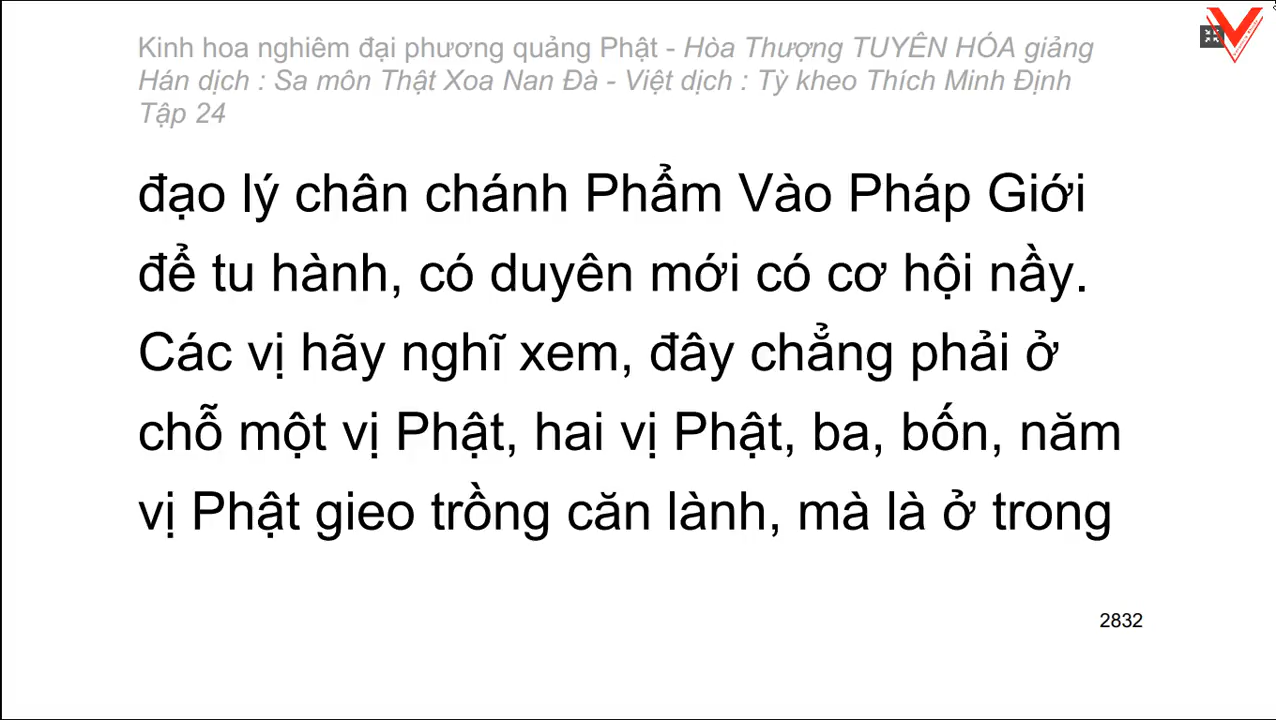 Kinh hoa nghiêm đại phương quảng Phật - Hòa Thượng TUYÊN HÓA giảng
Hán dịch : Sa môn Thật Xoa Nan Đà - Việt dịch : Tỳ kheo Thích Minh Định
Tập 24
đạo lý chân chánh Phẩm Vào Pháp Giới
để tu hành, có duyên mới có cơ hội nầy.
Các vị hãy nghĩ xem, đây chẳng phải ở
chỗ một vị Phật, hai vị Phật, ba, bốn, năm
vị Phật gieo trồng căn lành, mà là ở trong
2832